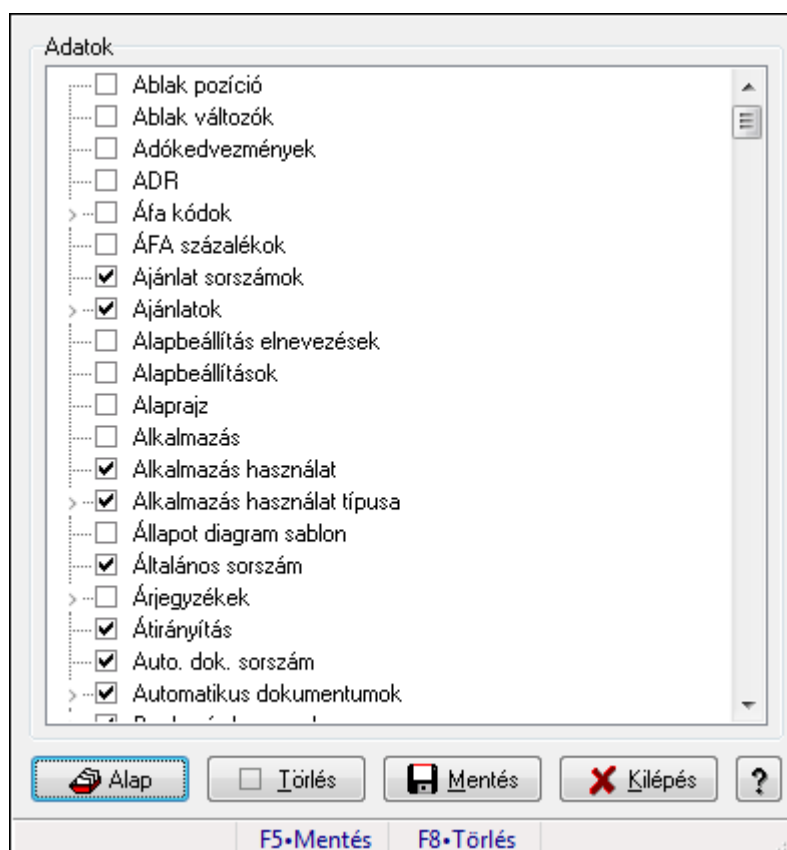 Adatok
Ablak pozíció
Ablak változók
Adókedvezmények
ADR
Áfa kódok
ÁFA százalékok
Ajánlat sorszámok
Ajánlatok
Alapbeállítás elnevezések
Alapbeállítások
Alaprajz
Alkalmazás
Alkalmazás használat
Alkalmazás használat típusa
Állapot diagram sablon
Általános sorszám
Árjegyzékek
Átirányítás
Auto. dok. sorszám
Automatikus dokumentumok
Alap Törlés Mentés Kilépés ?
F5•Mentés F8•Törlés